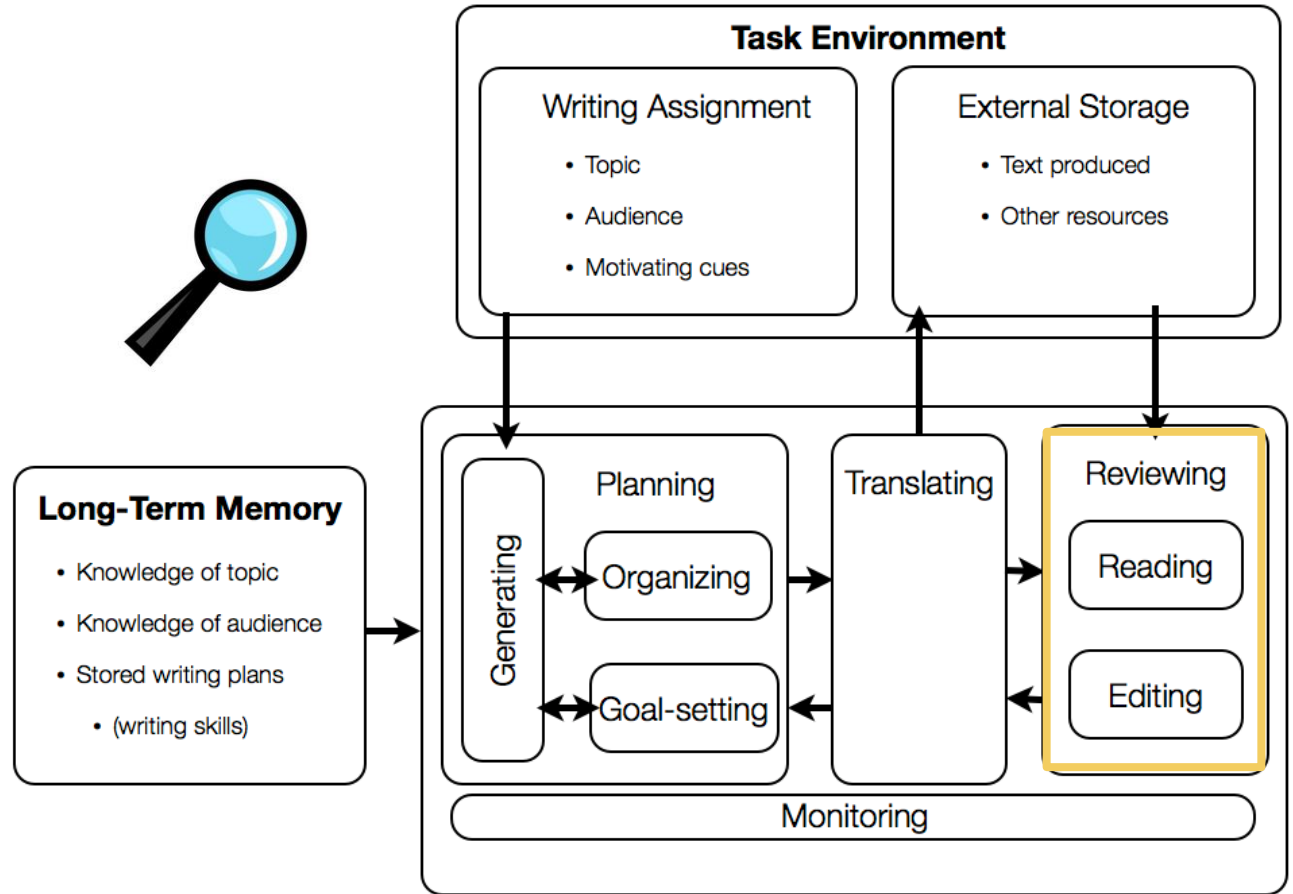 Task Environment
Writing Assignment
• Topic
• Audience
• Motivating cues
External Storage
• Text produced
• Other resources
Long-Term Memory
• Knowledge of topic
• Knowledge of audience
• Stored writing plans
• (writing skills)
Planning
Generating
Organizing
Goal-setting
Translating
Reviewing
Reading
Editing
Monitoring